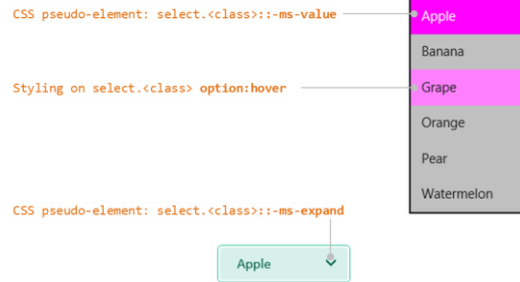 CSS pseudo-element: select.<class>::-ms-value
Apple
Banana
Styling on select.<class> option:hover
Grape
Orange
Pear
Watermelon
CSS pseudo-element: select.<class>::-ms-expand
Apple